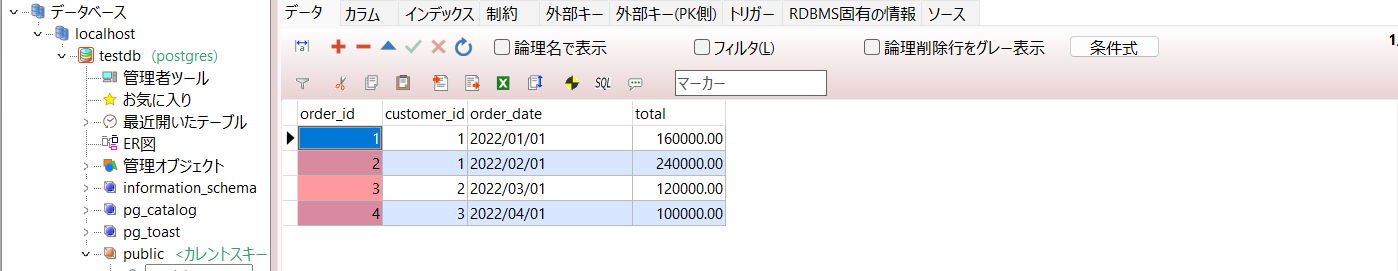 データベース
localhost
testdb (postgres)
管理者ツール
お気に入り
最近開いたテーブル
ER図
管理オブジェクト
information_schema
pg_catalog
pg_toast
public <カレントスキー
データ カラム インデックス 制約 外部キー 外部キー(PK側) トリガー RDBMS固有の情報 ソース
論理名で表示 フィルタ(L) 論理削除行をグレー表示 条件式 1/
SQL マーカー
order_id customer_id order_date total
1 1 2022/01/01 160000.00
2 1 2022/02/01 240000.00
3 2 2022/03/01 120000.00
4 3 2022/04/01 100000.00